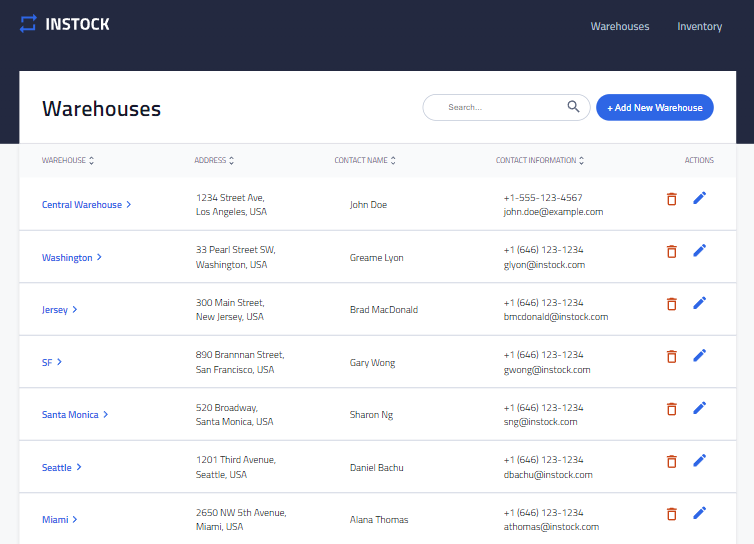 INSTOCK
Warehouses Inventory
Warehouses
Search...
+ Add New Warehouse
WAREHOUSE ADDRESS CONTACT NAME CONTACT INFORMATION ACTIONS
Central Warehouse
1234 Street Ave,
Los Angeles, USA
John Doe
+1-555-123-4567
john.doe@example.com
Washington
33 Pearl Street SW,
Washington, USA
Greame Lyon
+1 (646) 123-1234
glyon@instock.com
Jersey
300 Main Street,
New Jersey, USA
Brad MacDonald
+1 (646) 123-1234
bmcdonald@instock.com
SF
890 Brannnan Street,
San Francisco, USA
Gary Wong
+1 (646) 123-1234
gwong@instock.com
Santa Monica
520 Broadway,
Santa Monica, USA
Sharon Ng
+1 (646) 123-1234
sng@instock.com
Seattle
1201 Third Avenue,
Seattle, USA
Daniel Bachu
+1 (646) 123-1234
dbachu@instock.com
Miami
2650 NW 5th Avenue,
Miami, USA
Alana Thomas
+1 (646) 123-1234
athomas@instock.com